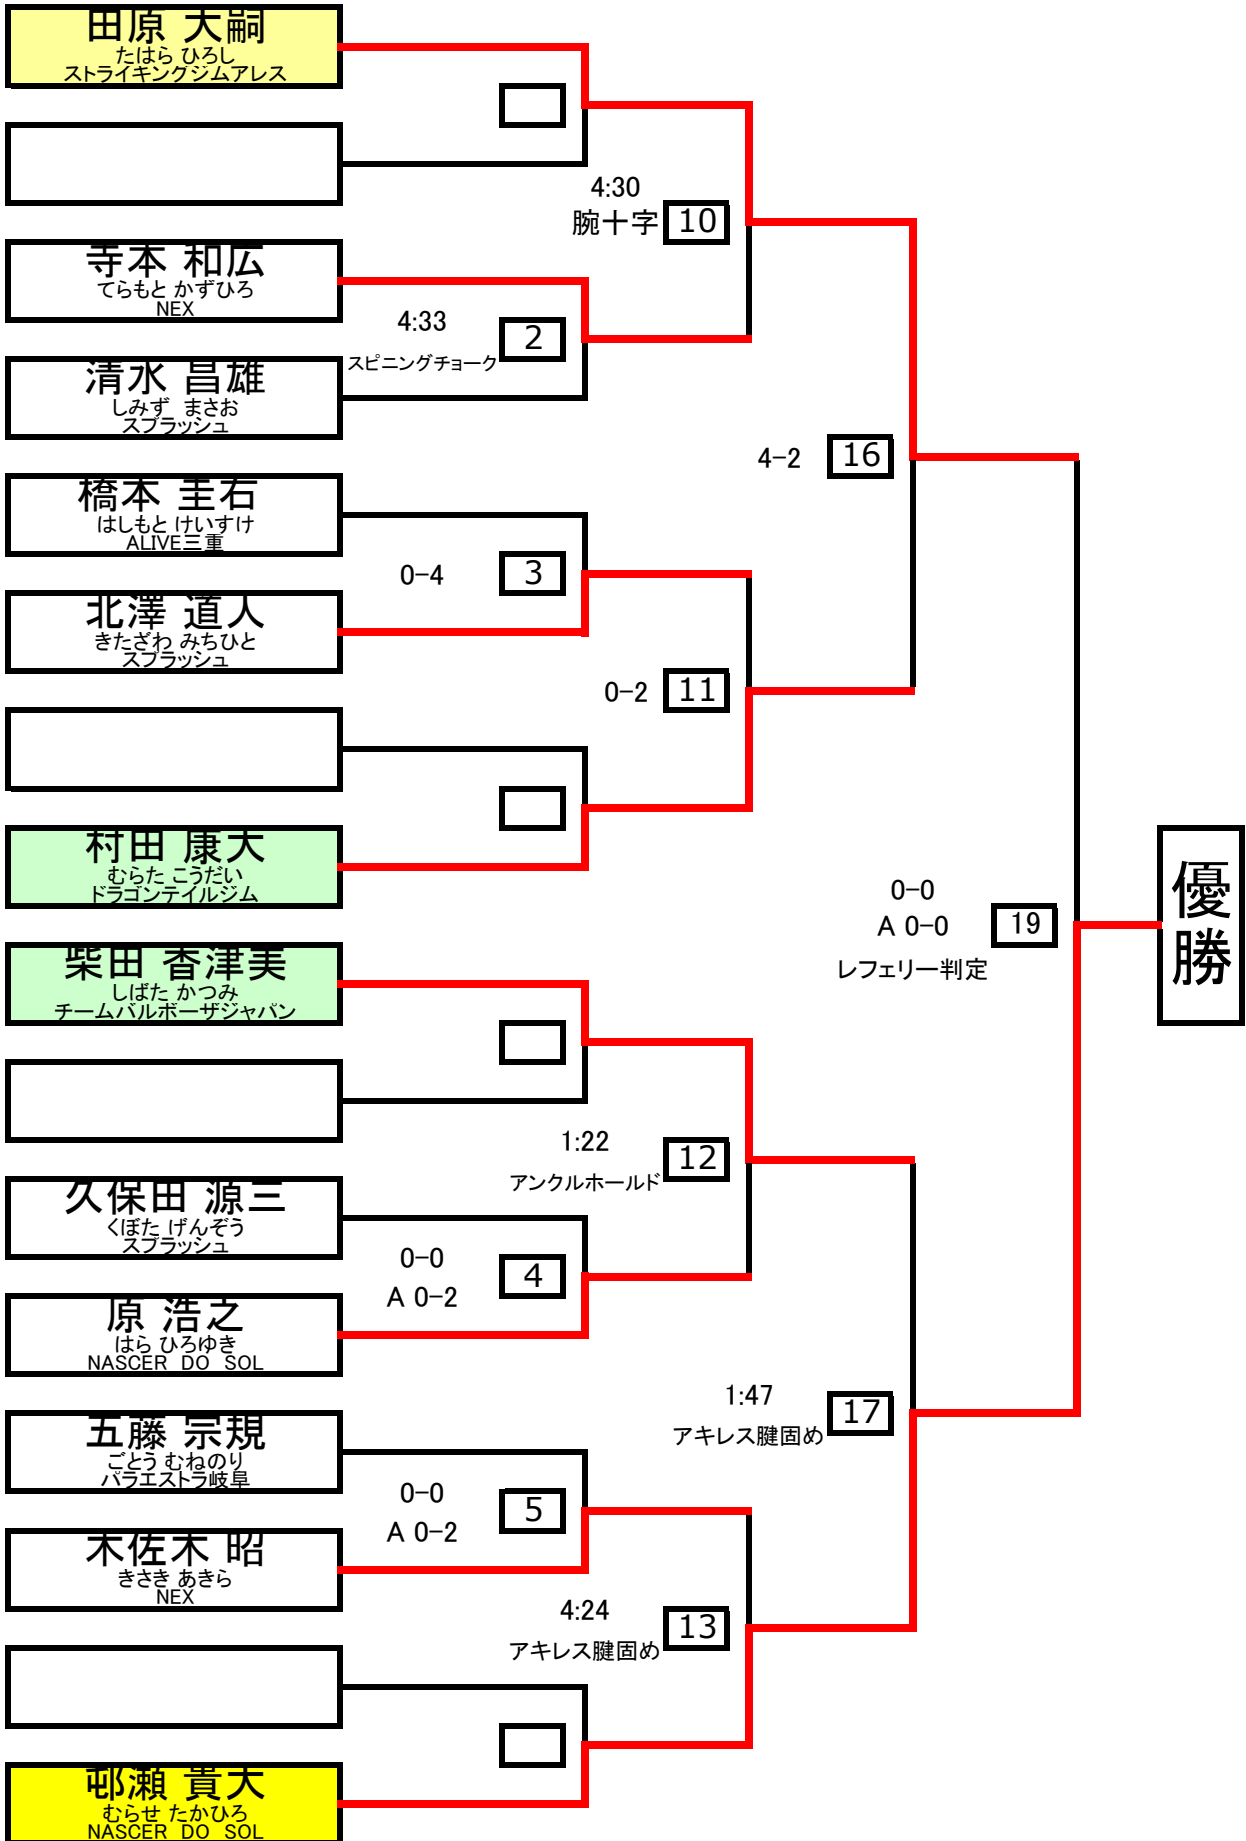 田原 大嗣
たはら ひろし
ストライキングジムアレス
4:30
腕十字 10
寺本 和広
てらもと かずひろ
NEX
4:33
スピニングチョーク 2
清水 昌雄
しみず まさお
スプラッシュ
4-2 16
橋本 圭右
はしもと けいすけ
ALIVE三重
0-4 3
北澤 道人
きたざわ みちひと
スプラッシュ
0-2 11
村田 康大
むらた こうだい
ドラゴンテイルジム
0-0
A 0-0 19
レフェリー判定
優勝
柴田 香津美
しばた かつみ
チームバルボーザジャパン
1:22
アンクルホールド 12
久保田 源三
くぼた げんぞう
スプラッシュ
0-0
A 0-2 4
原 浩之
はら ひろゆき
NASCER DO SOL
1:47
アキレス腱固め 17
五藤 宗規
ごとう むねのり
パラエストラ岐阜
0-0
A 0-2 5
木佐木 昭
きさき あきら
NEX
4:24
アキレス腱固め 13
邨瀬 貴大
むらせ たかひろ
NASCER DO SOL